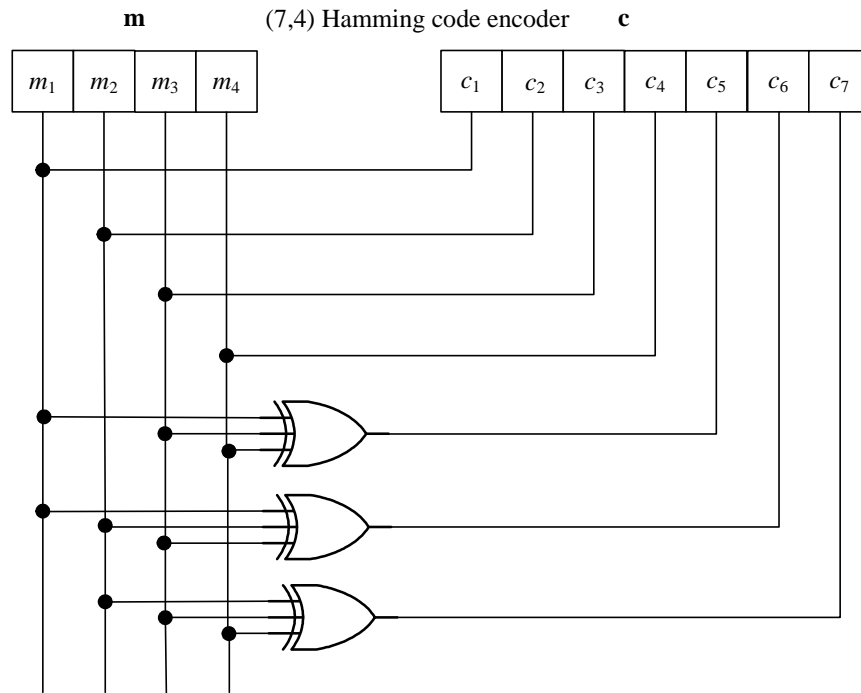 m (7,4) Hamming code encoder c
m₁ m₂ m₃ m₄ c₁ c₂ c₃ c₄ c₅ c₆ c₇